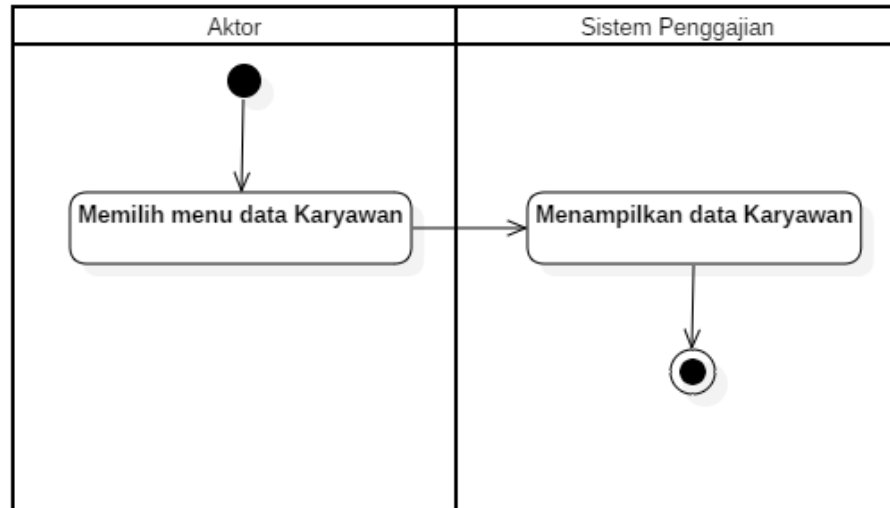 Aktor
Sistem Penggajian
Memilih menu data Karyawan
Menampilkan data Karyawan